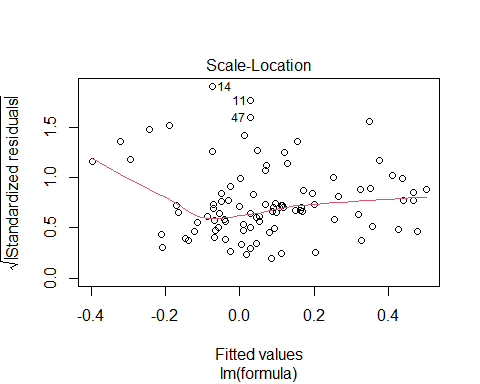 Scale-Location
√|Standardized residuals|
1.5
1.0
0.5
0.0
14
11
47
-0.4 -0.2 0.0 0.2 0.4
Fitted values
lm(formula)